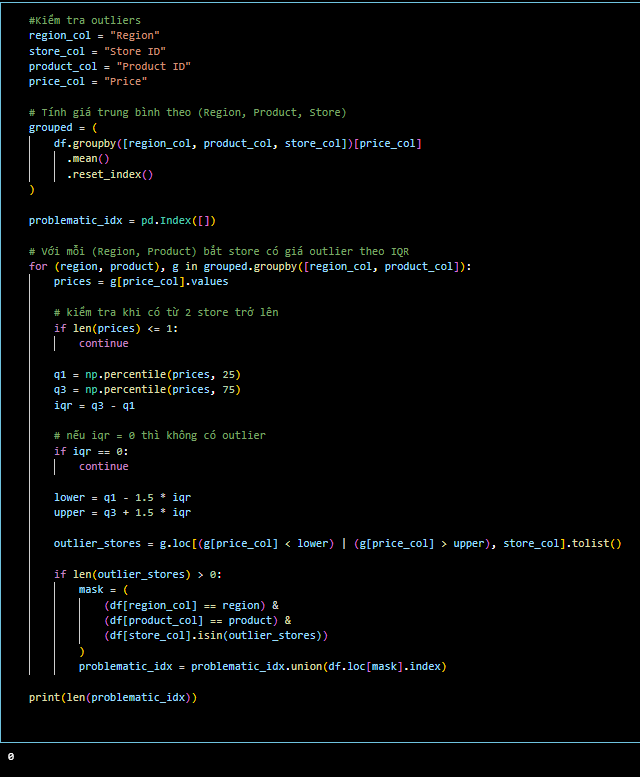 #Kiểm tra outliers
region_col = "Region"
store_col = "Store ID"
product_col = "Product ID"
price_col = "Price"
# Tính giá trung bình theo (Region, Product, Store)
grouped = (
df.groupby([region_col, product_col, store_col])[price_col]
.mean()
.reset_index()
)
problematic_idx = pd.Index([])
# Với mỗi (Region, Product) bắt store có giá outlier theo IQR
for (region, product), g in grouped.groupby([region_col, product_col]):
prices = g[price_col].values
# kiểm tra khi có từ 2 store trở lên
if len(prices) <= 1:
continue
q1 = np.percentile(prices, 25)
q3 = np.percentile(prices, 75)
iqr = q3 - q1
# nếu iqr = 0 thì không có outlier
if iqr == 0:
continue
lower = q1 - 1.5 * iqr
upper = q3 + 1.5 * iqr
outlier_stores = g.loc[(g[price_col] < lower) | (g[price_col] > upper), store_col].tolist()
if len(outlier_stores) > 0:
mask = (
(df[region_col] == region) &
(df[product_col] == product) &
(df[store_col].isin(outlier_stores))
)
problematic_idx = problematic_idx.union(df.loc[mask].index)
print(len(problematic_idx))
0